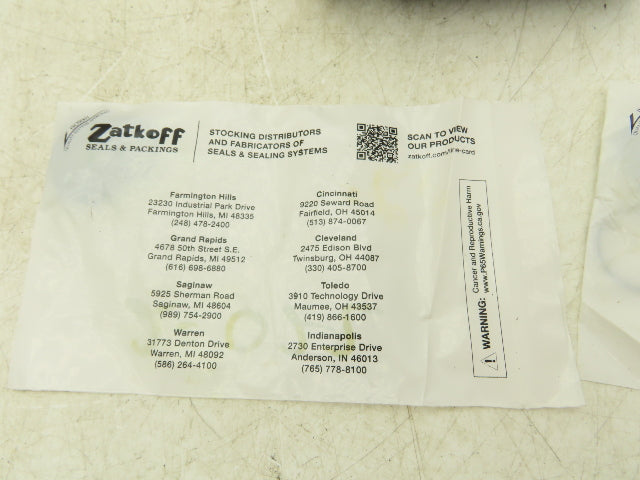 Zatkoff
SEALS & PACKINGS
STOCKING DISTRIBUTORS
AND FABRICATORS OF
SEALS & SEALING SYSTEMS
SCAN TO VIEW
OUR PRODUCTS
Farmington Hills
23230 Industrial Park Drive
Farmington Hills, MI 48335
(248) 478-2400
Grand Rapids
4678 50th Street S.E.
Grand Rapids, MI 49512
(616) 698-6880
Saginaw
5925 Sherman Road
Saginaw, MI 48604
(989) 754-2900
Warren
31773 Denton Drive
Warren, MI 48092
(586) 264-4100
Cincinnati
9220 Seward Road
Fairfield, OH 45014
(513) 874-0067
Cleveland
2475 Edison Blvd
Twinsburg, OH 44087
(330) 405-8700
Toledo
3910 Technology Drive
Maumee, OH 43537
(419) 866-1600
Indianapolis
2730 Enterprise Drive
Anderson, IN 46013
(765) 778-8100
WARNING: Cancer and Reproductive Harm
www.P65Warnings.ca.gov